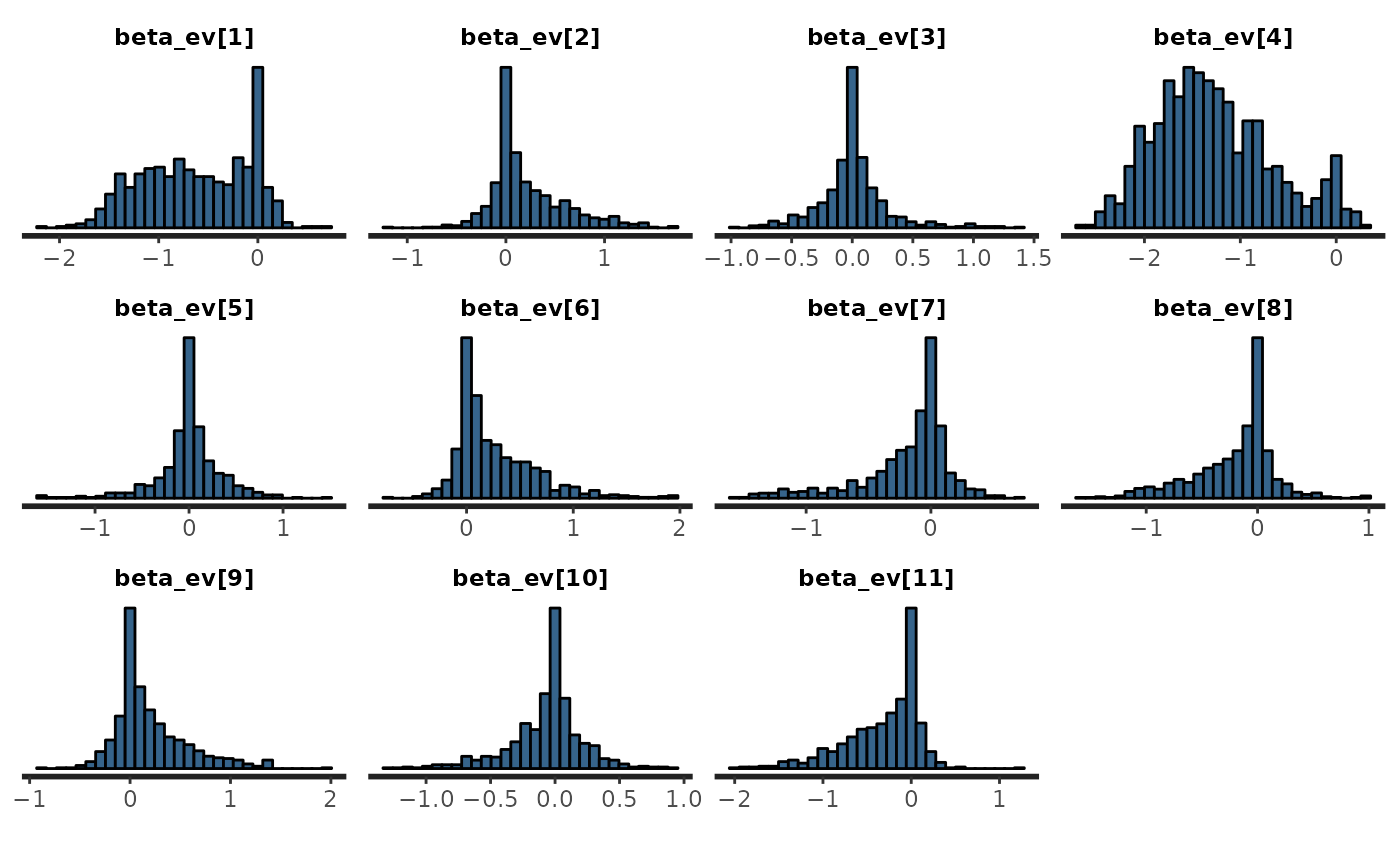 beta_ev[1] beta_ev[2] beta_ev[3] beta_ev[4]
−2 −1 0 −1 0 1 −1.0 −0.5 0.0 0.5 1.0 1.5 −2 −1 0
beta_ev[5] beta_ev[6] beta_ev[7] beta_ev[8]
−1 0 1 0 1 2 −1 0 −1 0 1
beta_ev[9] beta_ev[10] beta_ev[11]
−1 0 1 2 −1.0 −0.5 0.0 0.5 1.0 −2 −1 0 1